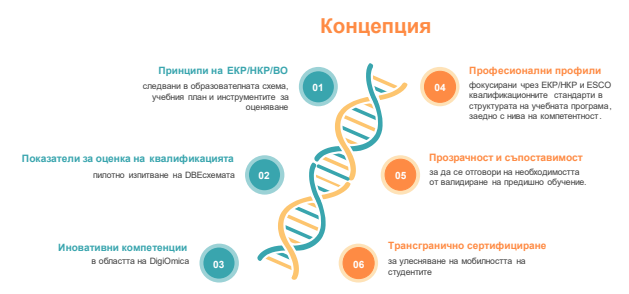 Концепция
Принципи на ЕКР/НКР/ВО
следвани в образователната схема,
учебния план и инструментите за
оценяване
01
Показатели за оценка на квалификацията
пилотно изпитване на DBEсхемата
02
Иновативни компетенции
в областта на DigiOmica
03
04
Професионални профили
фокусирани чрез ЕКР/НКР и ESCO
квалификационните стандарти в
структурата на учебната програма,
заедно с нива на компетентност.
05
Прозрачност и съпоставимост
за да се отговори на необходимостта
от валидиране на предишно обучение.
06
Трансгранично сертифициране
за улесняване на мобилността на
студентите